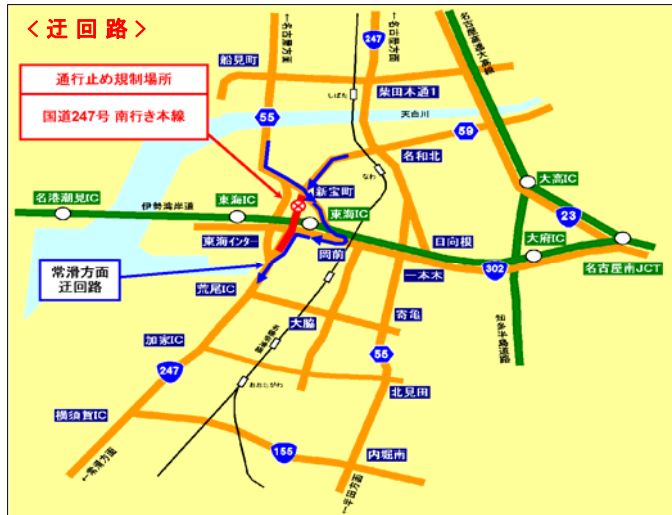 <迂回路>
←名古屋方面
←名古屋方面
名古屋高速大高線
船見町
247
通行止め規制場所
国道247号 南行き本線
しばた
柴田本通1
天白川
55
59
名和北
なわ
新宝町
大高IC
名港潮見IC
伊勢湾岸道
東海IC
東海IC
23
東海インター
岡前
日向根
大府IC
常滑方面
迂回路
荒尾IC
一本木
302
名古屋南JCT
大脇
寄亀
知多半島道路
加家IC
55
247
おおたがわ
北見田
横須賀IC
155
内堀南
←常滑方面
←半田方面